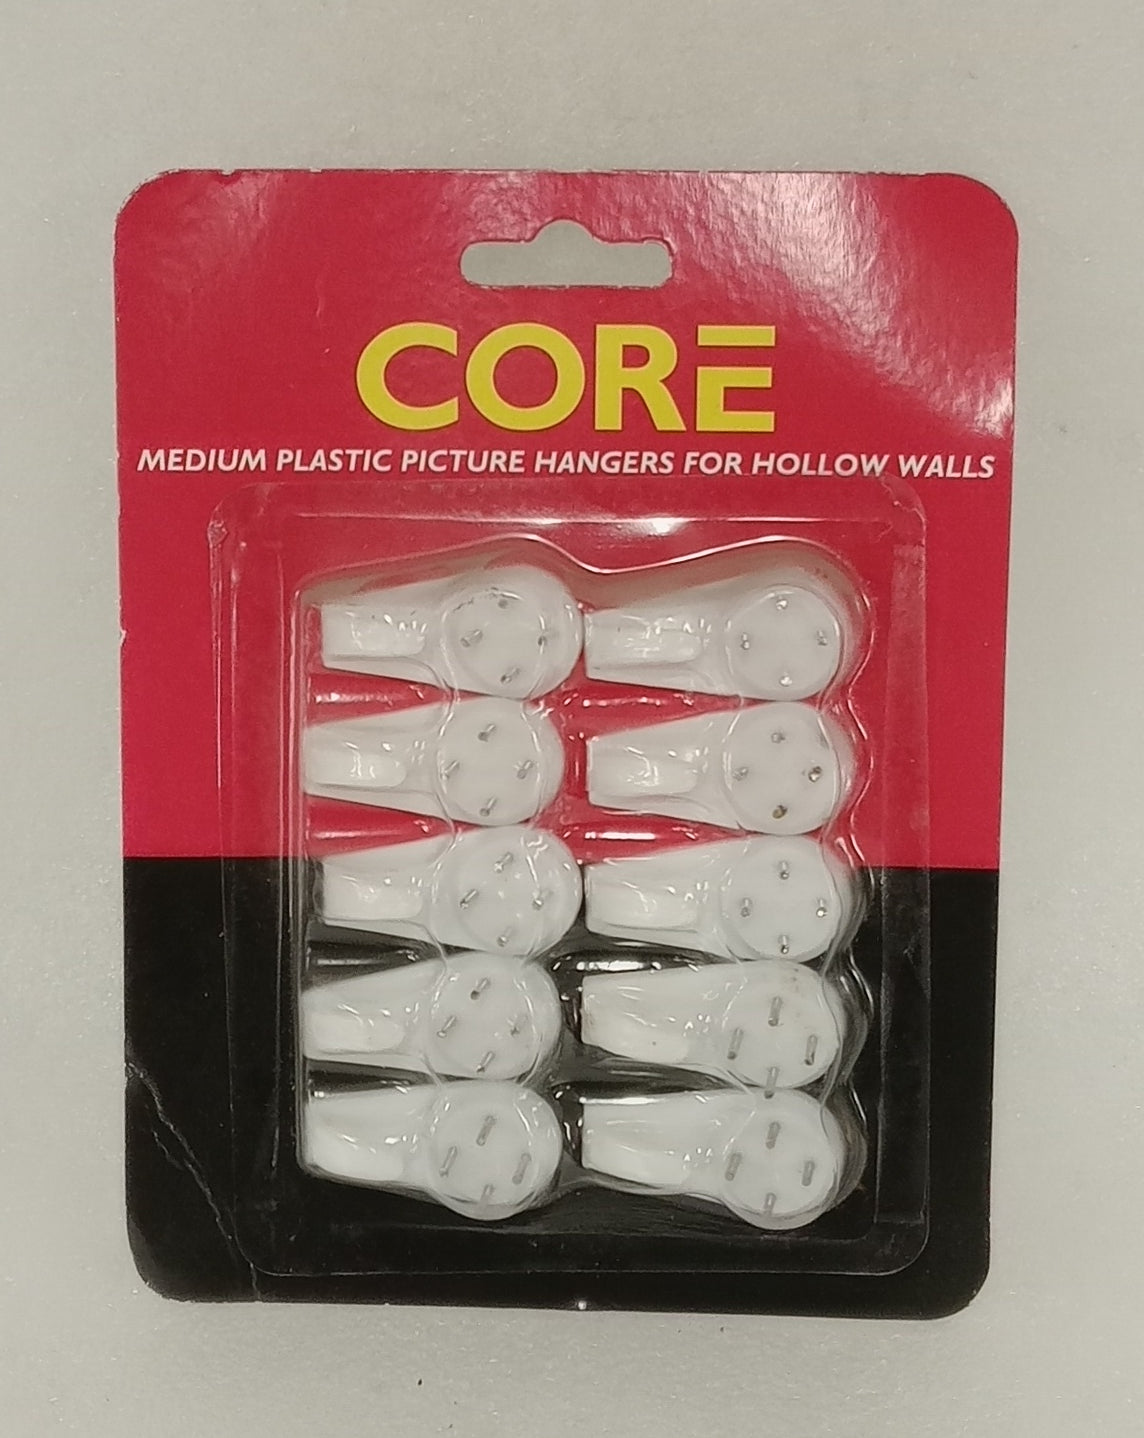 CORE
MEDIUM PLASTIC PICTURE HANGERS FOR HOLLOW WALLS